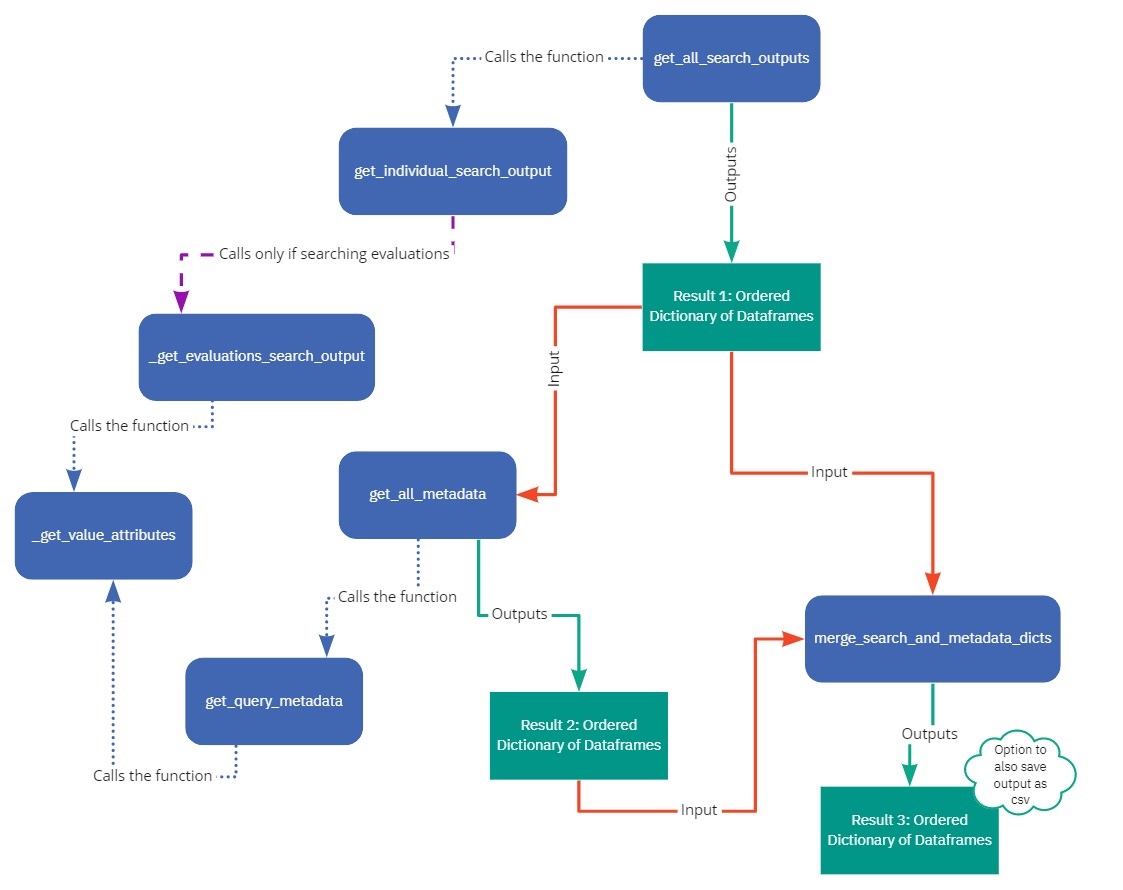 get_all_search_outputs
Calls the function
get_individual_search_output
Outputs
Calls only if searching evaluations
Result 1: Ordered
Dictionary of Dataframes
_get_evaluations_search_output
Input
Calls the function
Input
get_all_metadata
_get_value_attributes
Calls the function
Outputs
merge_search_and_metadata_dicts
get_query_metadata
Result 2: Ordered
Dictionary of Dataframes
Outputs
Option to
also save
output as
csv
Calls the function
Input
Result 3: Ordered
Dictionary of Dataframes